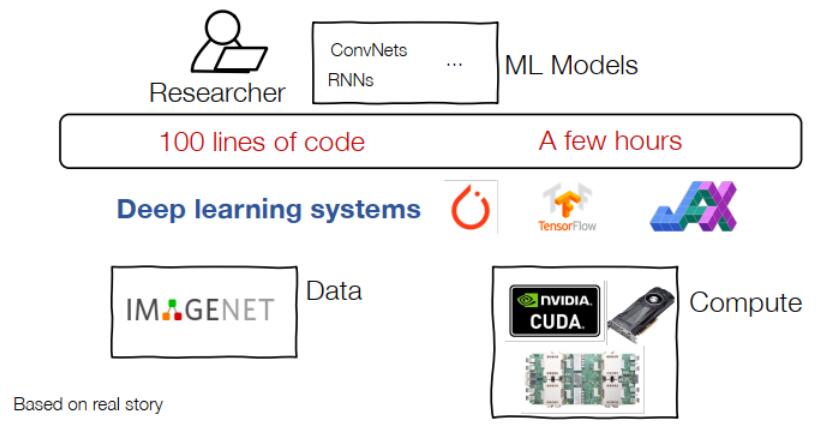 ConvNets
...
RNNs
ML Models
Researcher
100 lines of code
A few hours
Deep learning systems
TensorFlow
JAX
IMAGENET
Data
NVIDIA.
CUDA.
Compute
Based on real story